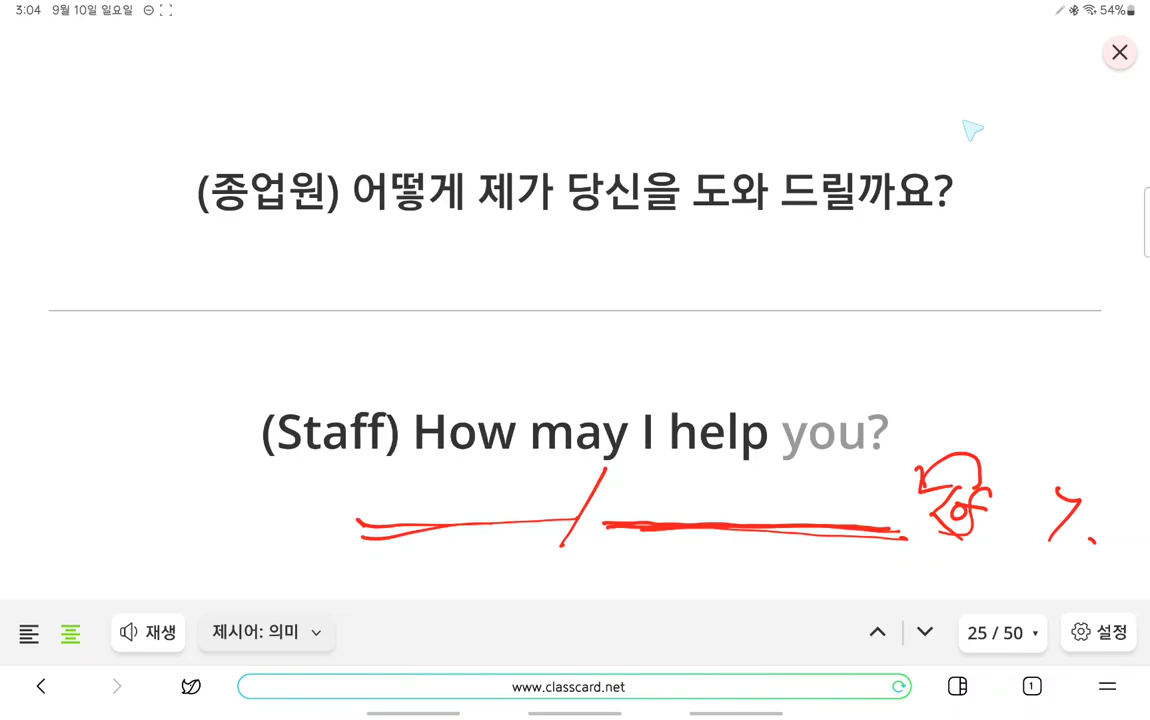 3:04 9월 10일 일요일 54%
(종업원) 어떻게 제가 당신을 도와 드릴까요?
(Staff) How may I help you?
of
재생 제시어: 의미 25 / 50 설정
www.classcard.net 1